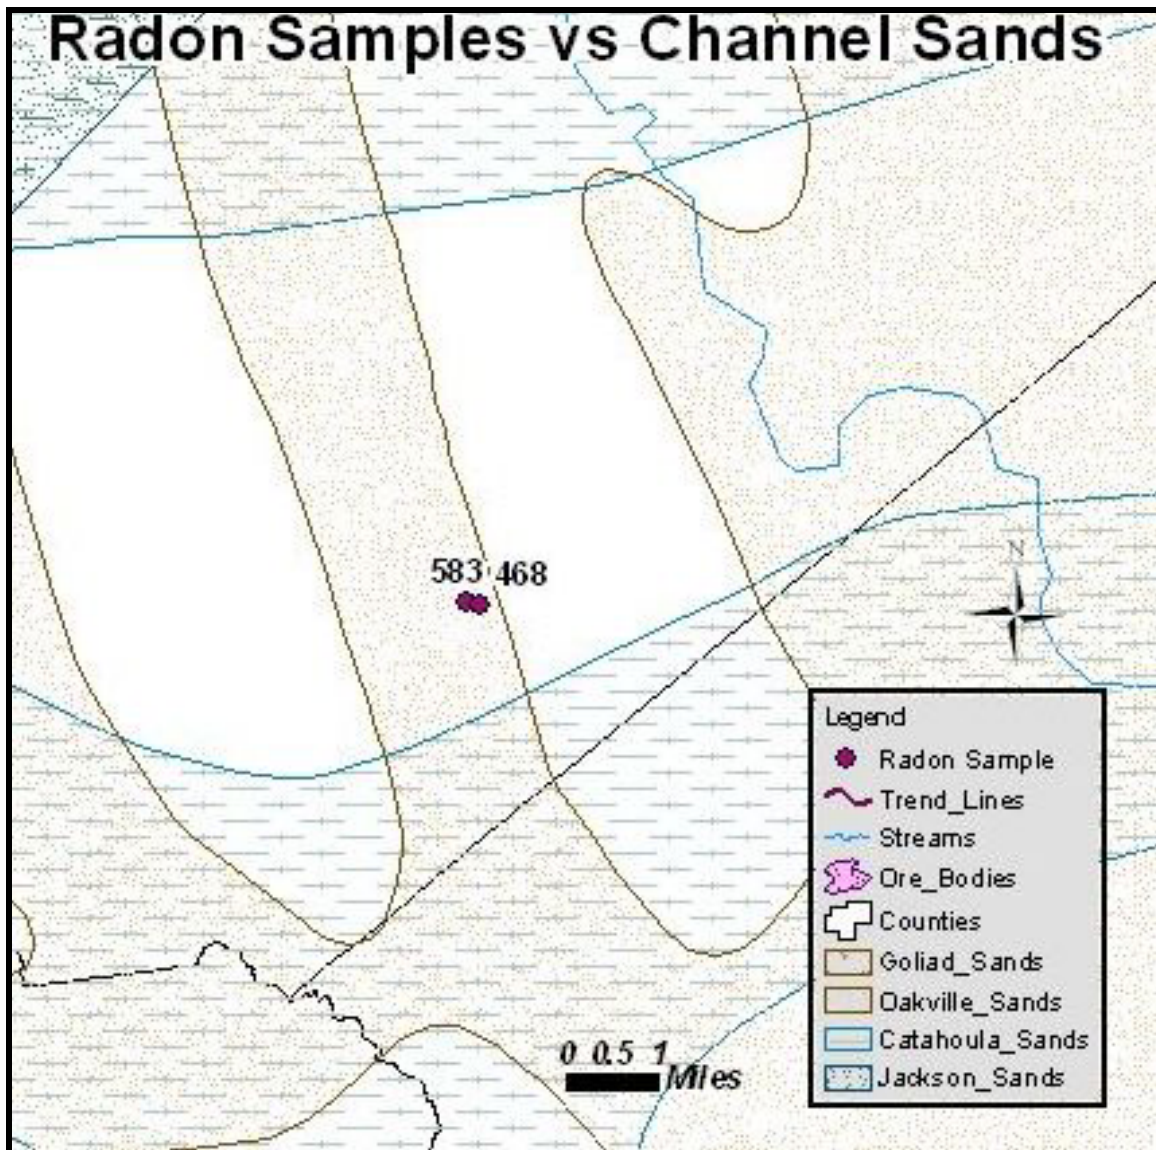 Radon Samples vs Channel Sands
583 468
N
Legend
Radon Sample
Trend_Lines
Streams
Ore_Bodies
Counties
Goliad_Sands
Oakville_Sands
Catahoula_Sands
Jackson_Sands
0 0.5 1
Miles